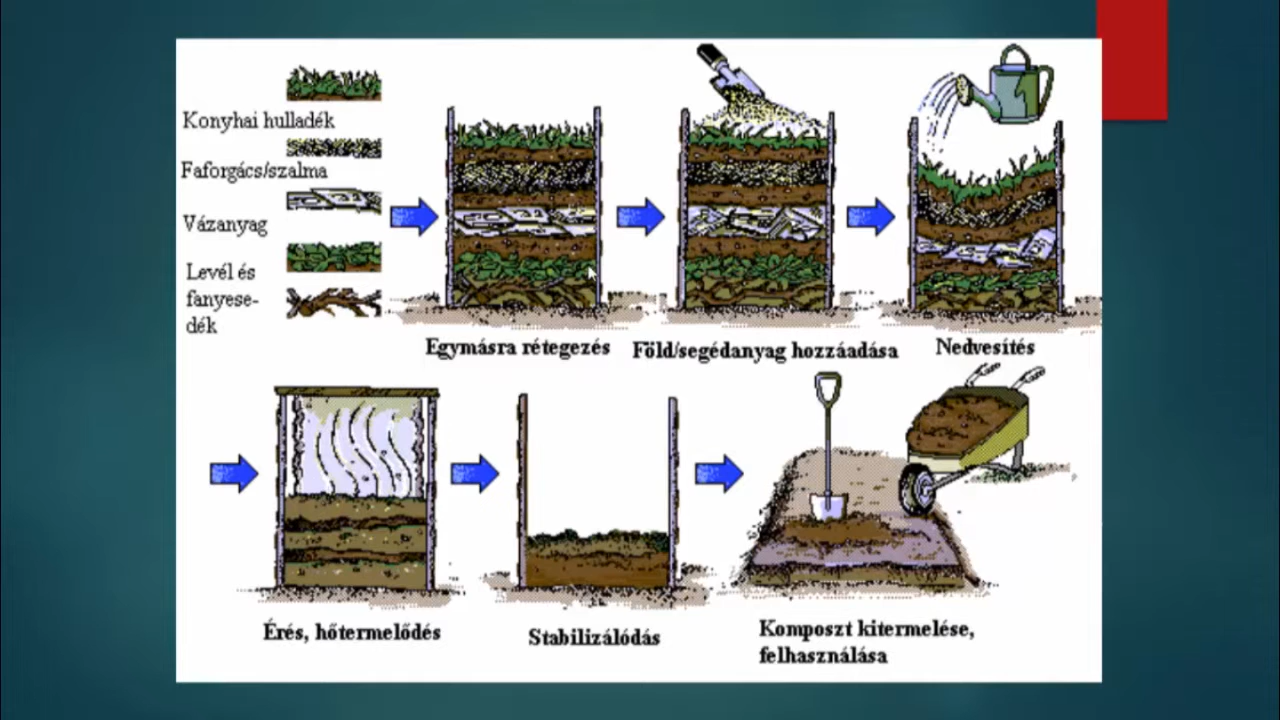 Konyhai hulladék
Faforgács/szalma
Vázanyag
Levél és
fanyese-
dék
Egymásra rétegezés
Föld/segédanyag hozzáadása
Nedvesítés
Érés, hőtermelődés
Stabilizálódás
Komposzt kitermelése,
felhasználása